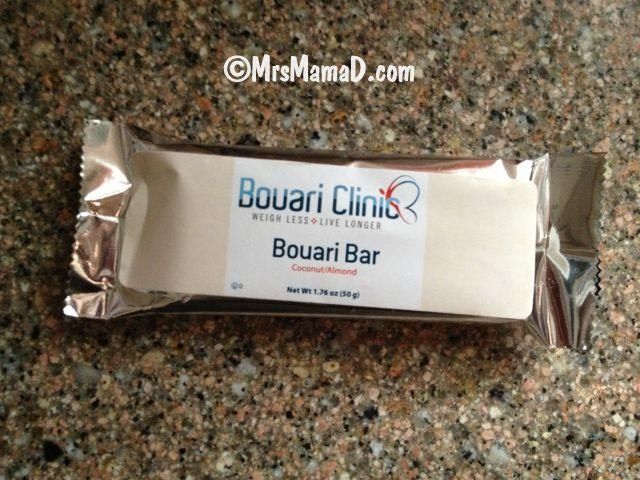 ©MrsMamaD.com
Bouari Clinic
WEIGH LESS LIVE LONGER
Bouari Bar
Coconut/Almond
Net Wt 1.76 oz (50 g)